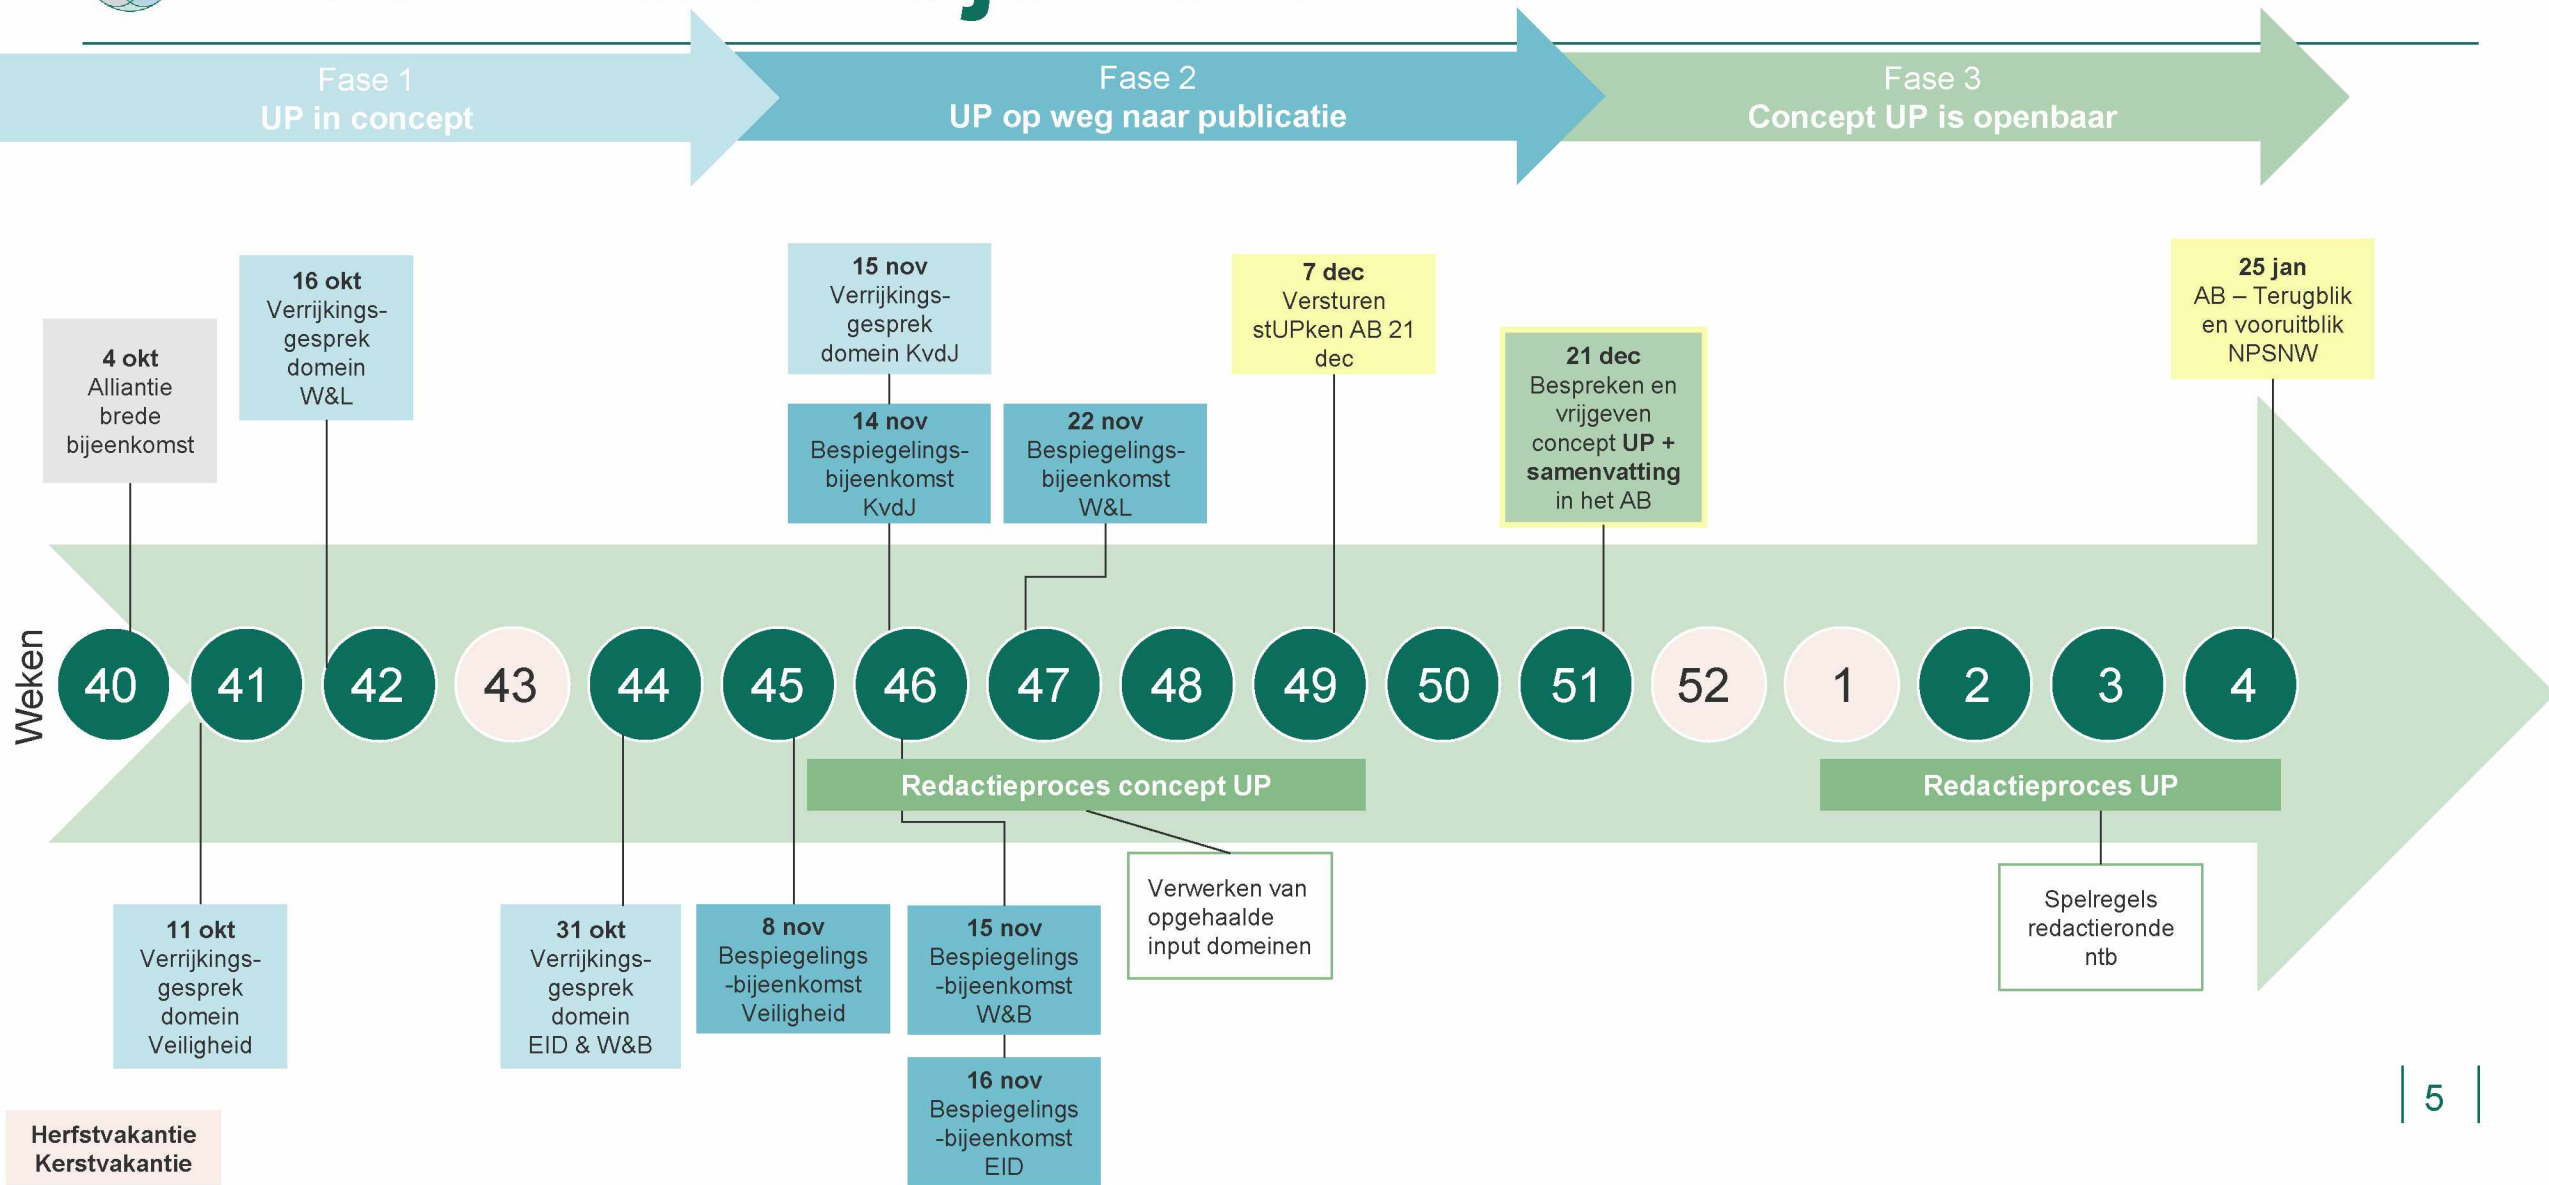 Fase 1
UP in concept
Fase 2
UP op weg naar publicatie
Fase 3
Concept UP is openbaar
4 okt
Alliantie
brede
bijeenkomst
16 okt
Verrijkings-
gesprek
domein
W&L
15 nov
Verrijkings-
gesprek
domein KvdJ
14 nov
Bespiegelings-
bijeenkomst
KvdJ
22 nov
Bespiegelings-
bijeenkomst
W&L
7 dec
Versturen
stUPken AB 21
dec
21 dec
Bespreken en
vrijgeven
concept UP +
samenvatting
in het AB
25 jan
AB – Terugblik
en vooruitblik
NPSNW
Weken
40 41 42 43 44 45 46 47 48 49 50 51 52 1 2 3 4
Redactieproces concept UP
Redactieproces UP
11 okt
Verrijkings-
gesprek
domein
Veiligheid
31 okt
Verrijkings-
gesprek
domein
EID & W&B
8 nov
Bespiegelings
-bijeenkomst
Veiligheid
15 nov
Bespiegelings
-bijeenkomst
W&B
16 nov
Bespiegelings
-bijeenkomst
EID
Verwerken van
opgehaalde
input domeinen
Spelregels
redactieronde
ntb
Herfstvakantie
Kerstvakantie
5